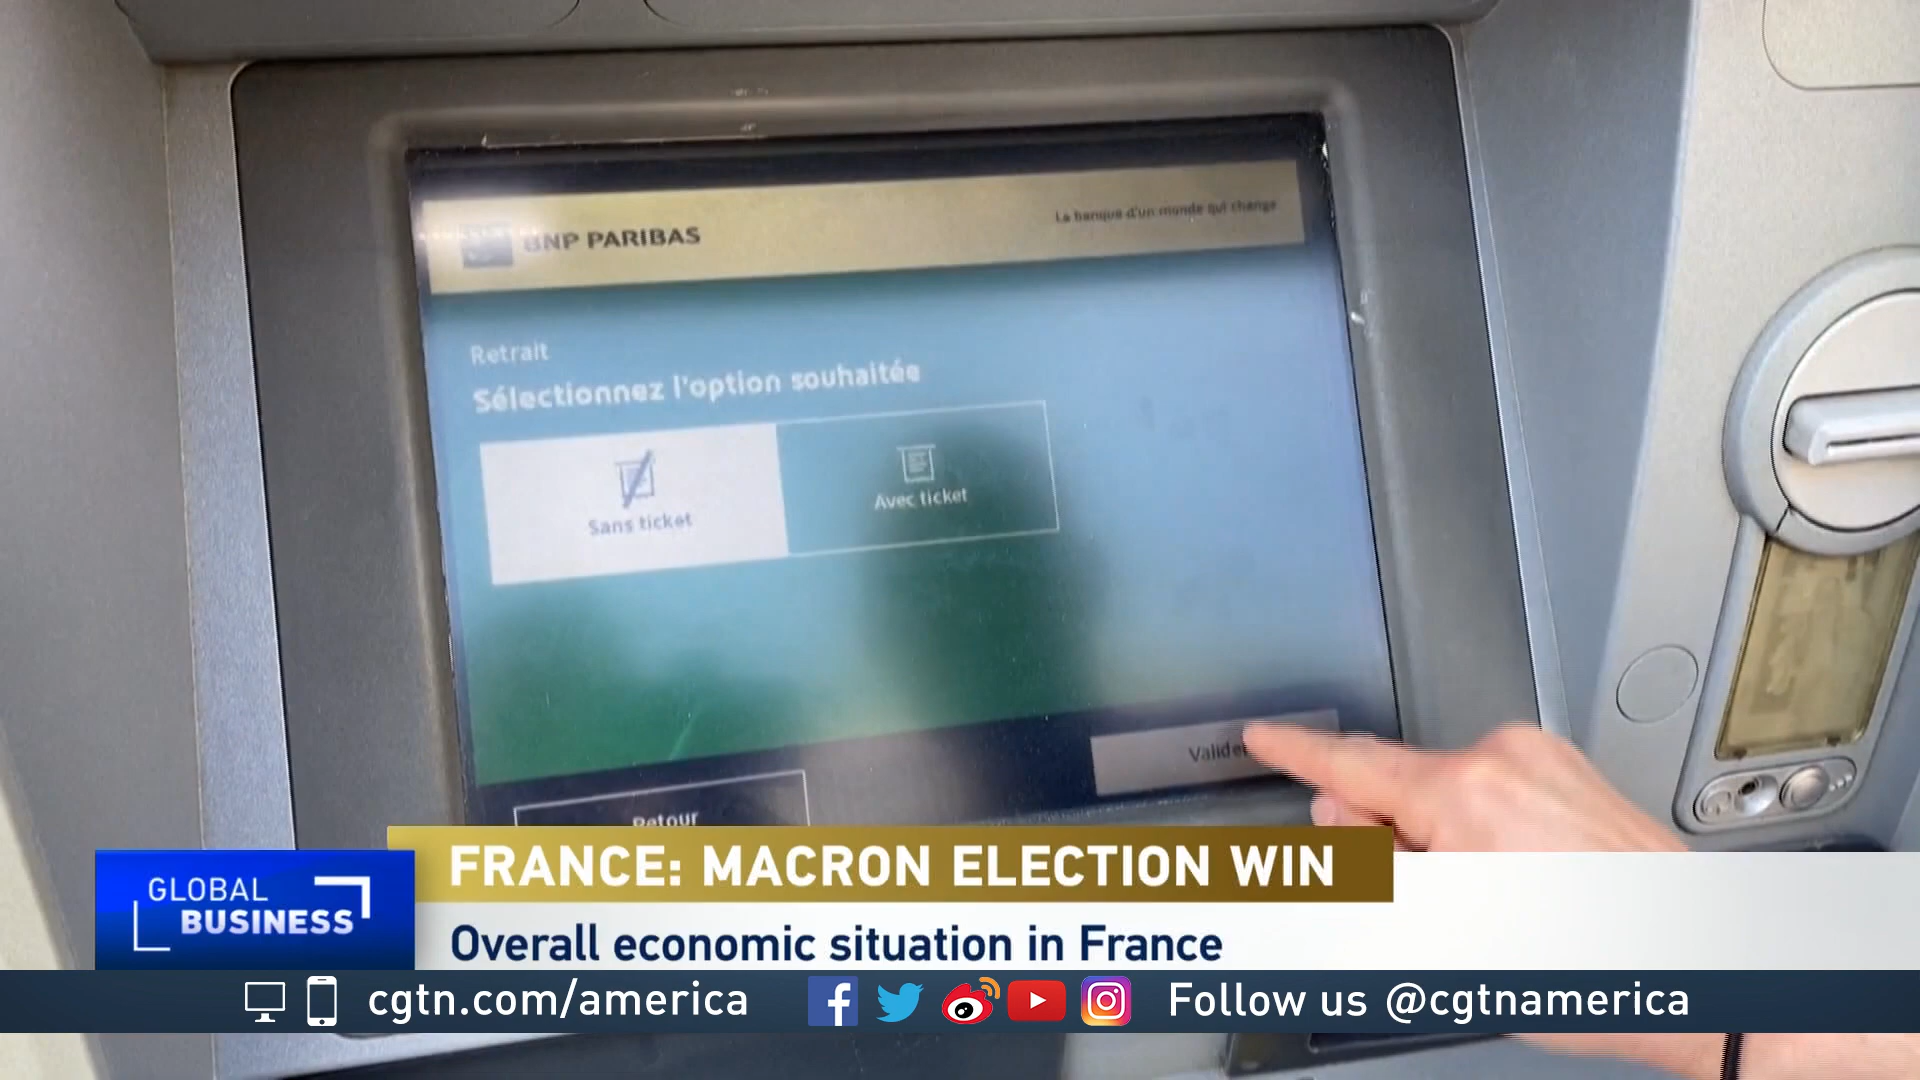 BNP PARIBAS
La banque d'un monde qui change
Retrait
Sélectionnez l'option souhaitée
Sans ticket
Avec ticket
Valider
Retour
FRANCE: MACRON ELECTION WIN
GLOBAL
BUSINESS
Overall economic situation in France
cgtn.com/america
Follow us @cgtnamerica